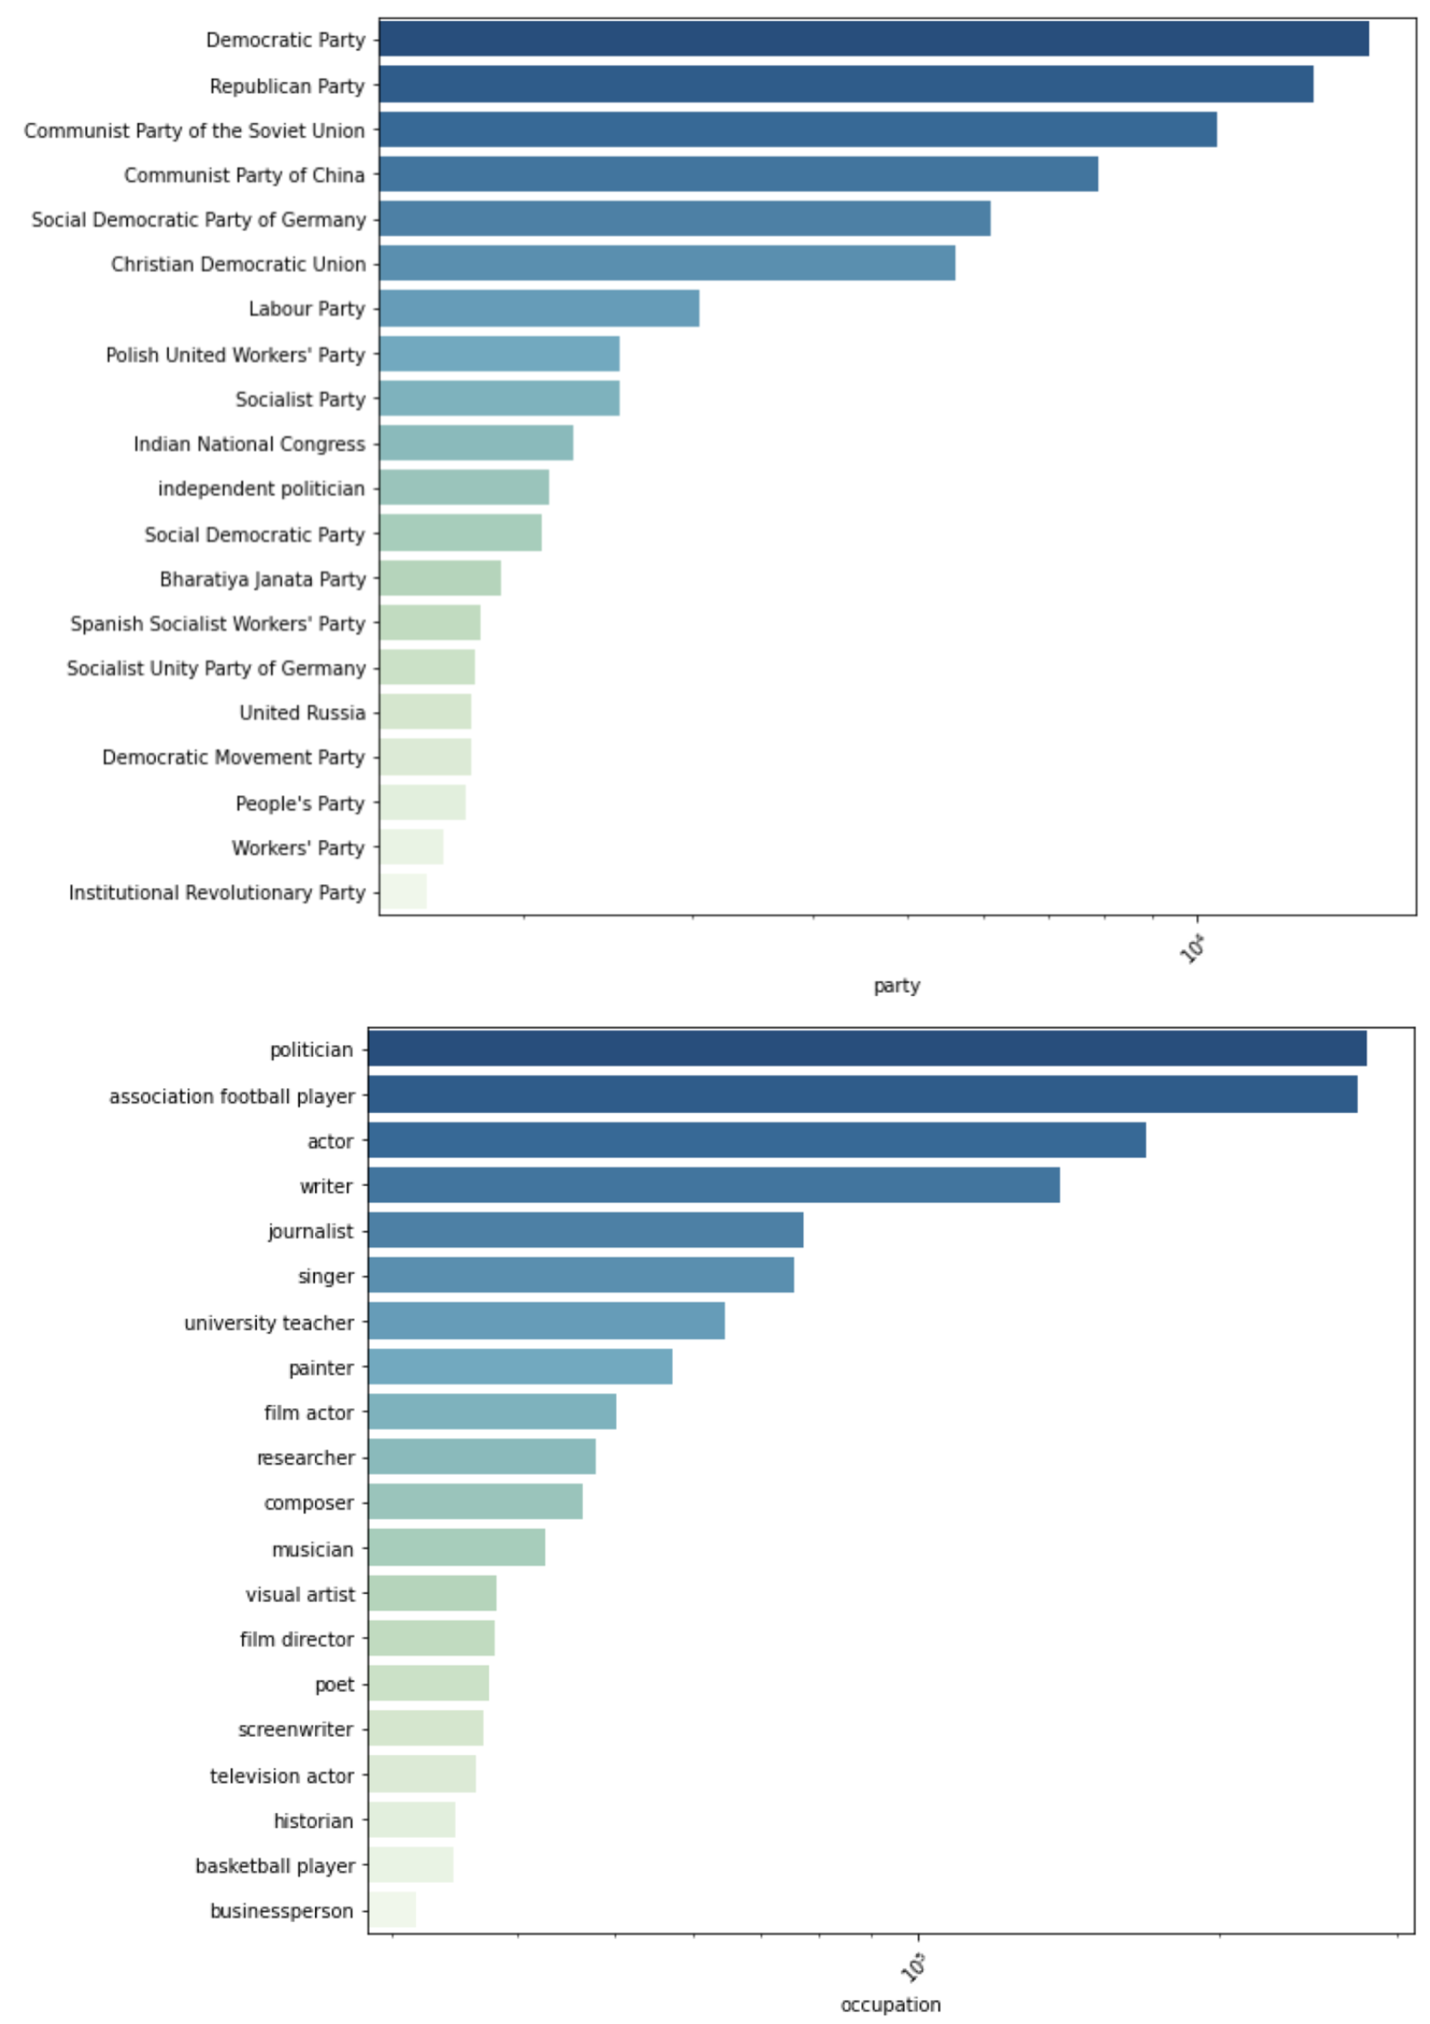 Democratic Party
Republican Party
Communist Party of the Soviet Union
Communist Party of China
Social Democratic Party of Germany
Christian Democratic Union
Labour Party
Polish United Workers' Party
Socialist Party
Indian National Congress
independent politician
Social Democratic Party
Bharatiya Janata Party
Spanish Socialist Workers' Party
Socialist Unity Party of Germany
United Russia
Democratic Movement Party
People's Party
Workers' Party
Institutional Revolutionary Party
10⁴
party
politician
association football player
actor
writer
journalist
singer
university teacher
painter
film actor
researcher
composer
musician
visual artist
film director
poet
screenwriter
television actor
historian
basketball player
businessperson
10⁵
occupation